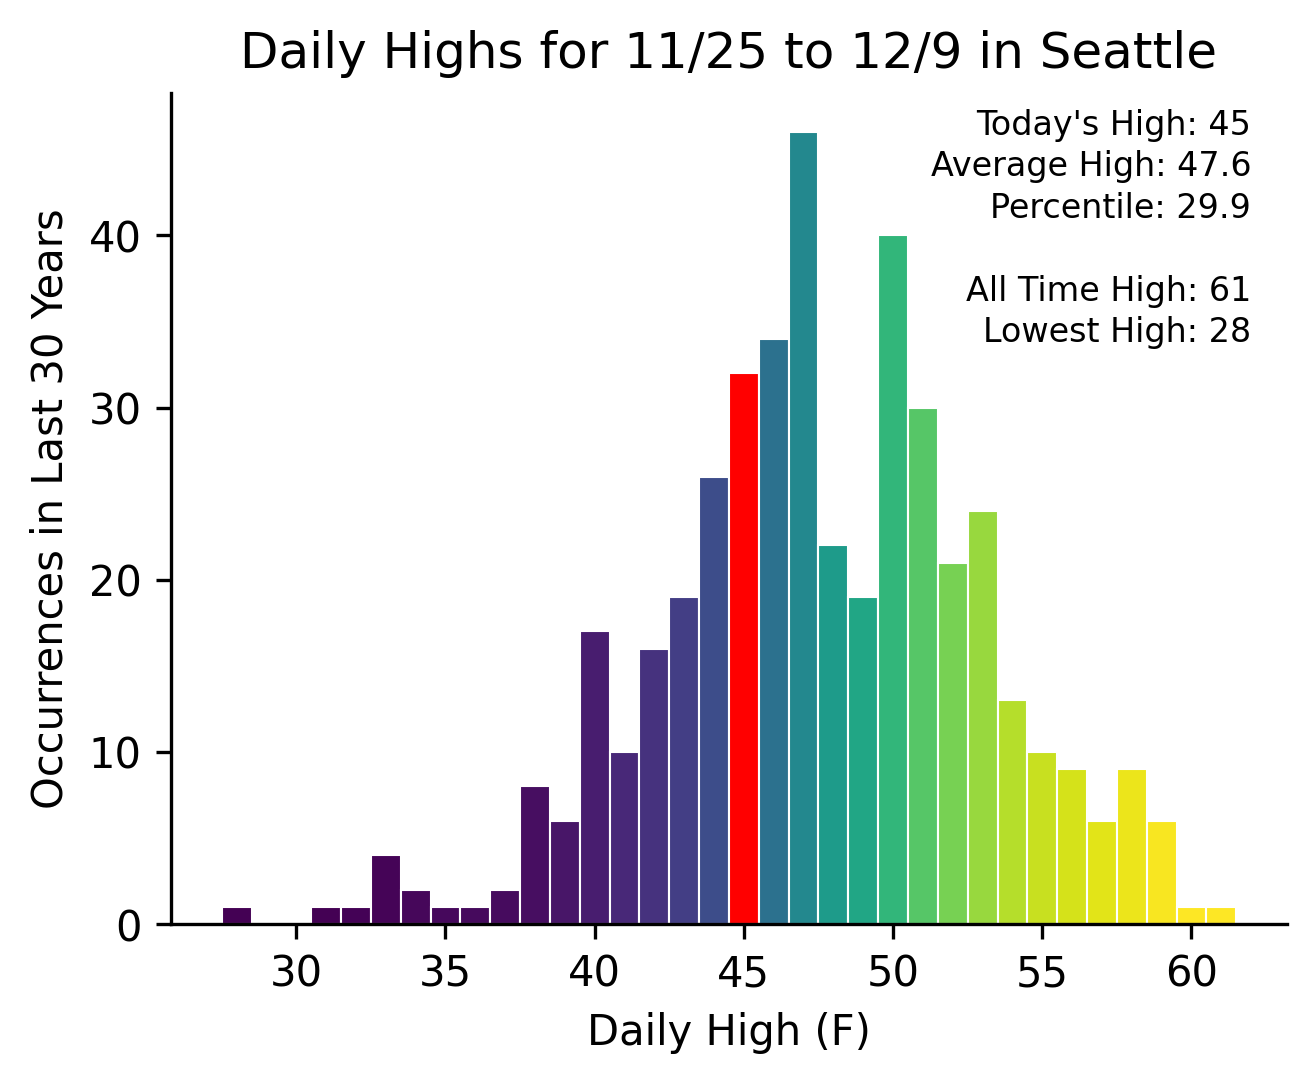 Daily Highs for 11/25 to 12/9 in Seattle
Today's High: 45
Average High: 47.6
Percentile: 29.9
All Time High: 61
Lowest High: 28
Occurrences in Last 30 Years
40
30
20
10
0
30 35 40 45 50 55 60
Daily High (F)